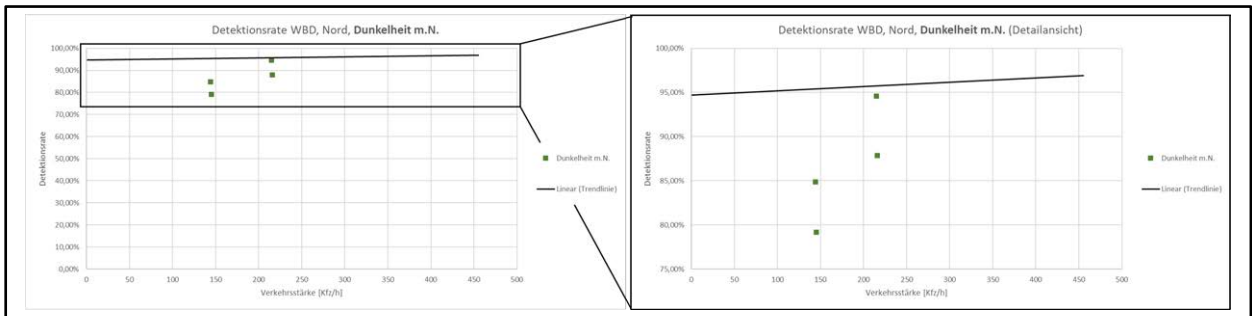 Detektionsrate WBD, Nord, Dunkelheit m.N.
100,00%
90,00%
80,00%
70,00%
60,00%
50,00%
40,00%
30,00%
20,00%
10,00%
0,00%
Detektionsrate
0 50 100 150 200 250 300 350 400 450 500
Verkehrsstärke [Kfz/h]
Dunkelheit m.N.
Linear (Trendlinie)
Detektionsrate WBD, Nord, Dunkelheit m.N. (Detailansicht)
100,00%
95,00%
90,00%
85,00%
80,00%
75,00%
Detektionsrate
0 50 100 150 200 250 300 350 400 450 500
Verkehrsstärke [Kfz/h]
Dunkelheit m.N.
Linear (Trendlinie)